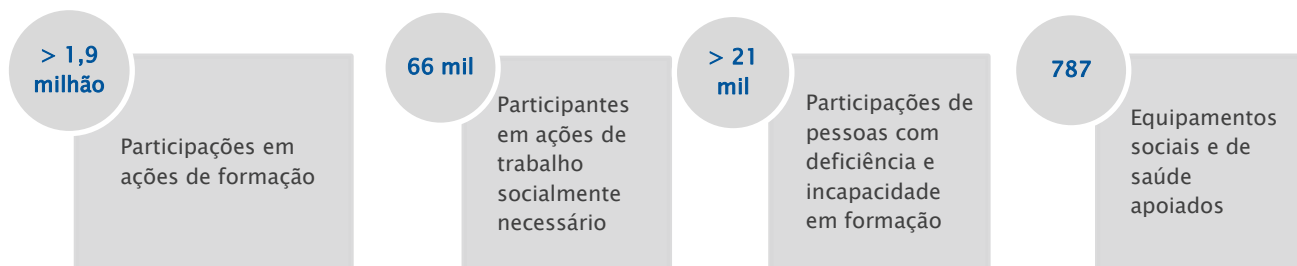 > 1,9
milhão
Participações em
ações de formação
66 mil
Participantes
em ações de
trabalho
socialmente
necessário
> 21
mil
Participações de
pessoas com
deficiência e
incapacidade
em formação
787
Equipamentos
sociais e de
saúde
apoiados